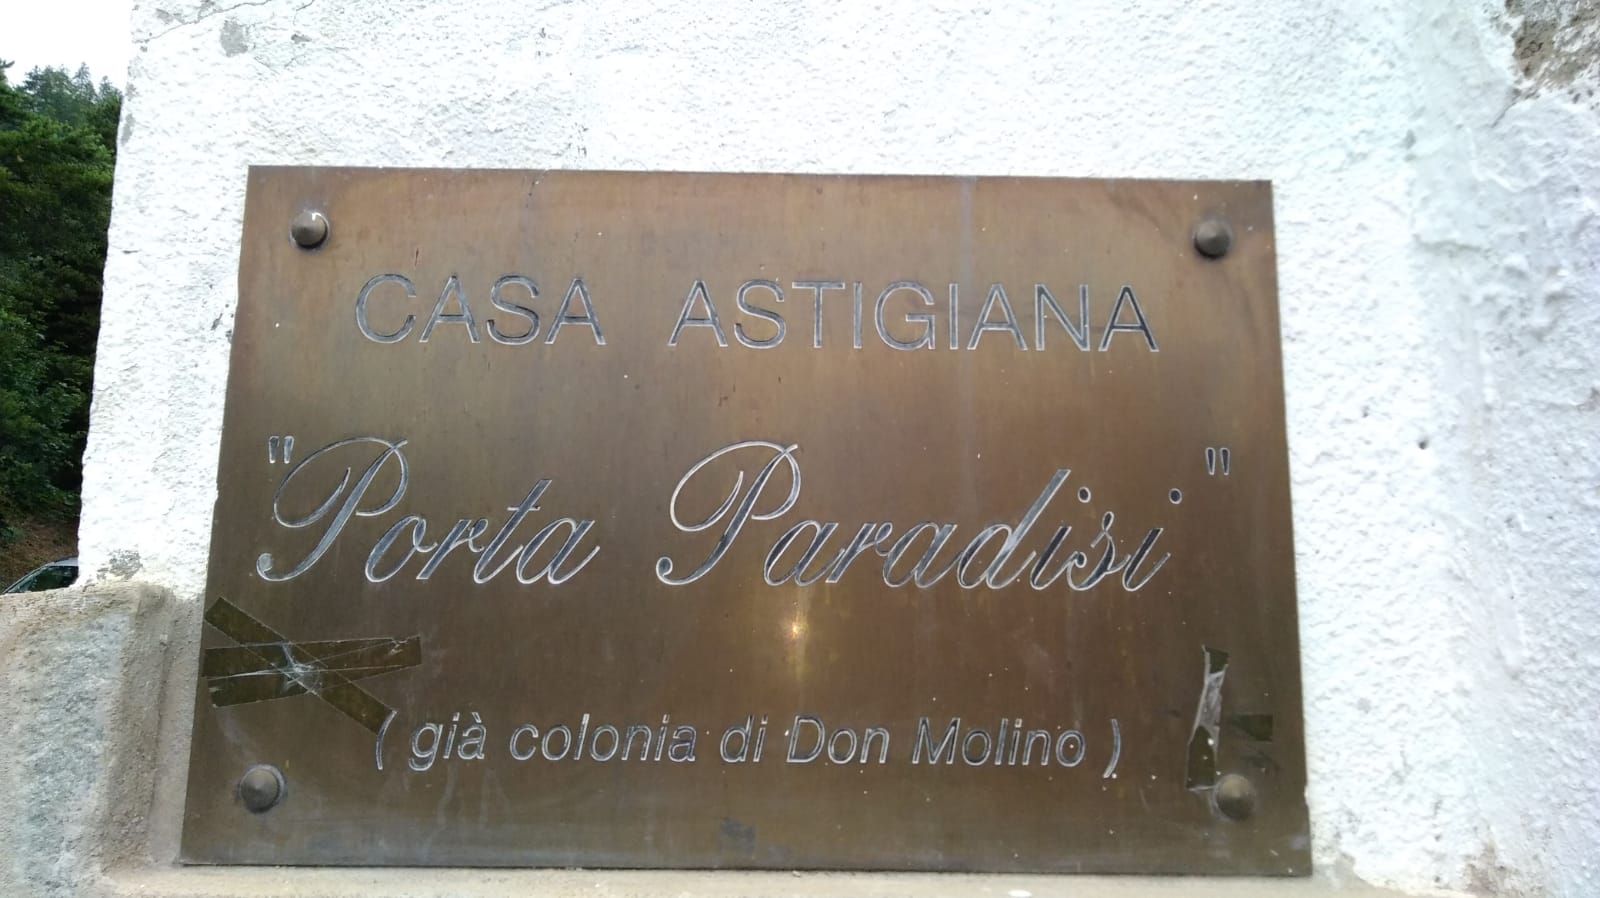 CASA ASTIGIANA
"Porta Paradisi"
( già colonia di Don Molino )